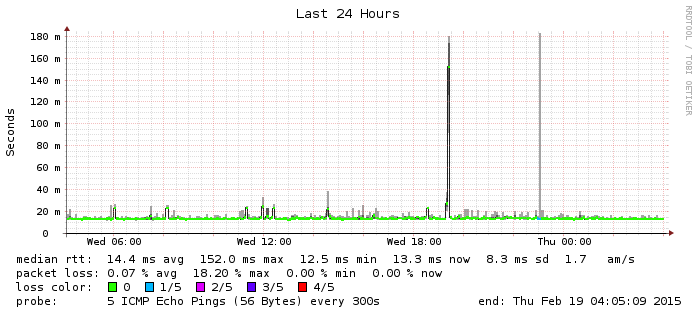 Last 24 Hours
RRDTOOL / TOBI OETIKER
Seconds
180 m
160 m
140 m
120 m
100 m
80 m
60 m
40 m
20 m
0
Wed 06:00 Wed 12:00 Wed 18:00 Thu 00:00
median rtt: 14.4 ms avg 152.0 ms max 12.5 ms min 13.3 ms now 8.3 ms sd 1.7 am/s
packet loss: 0.07 % avg 18.20 % max 0.00 % min 0.00 % now
loss color: 0 1/5 2/5 3/5 4/5
probe: 5 ICMP Echo Pings (56 Bytes) every 300s end: Thu Feb 19 04:05:09 2015